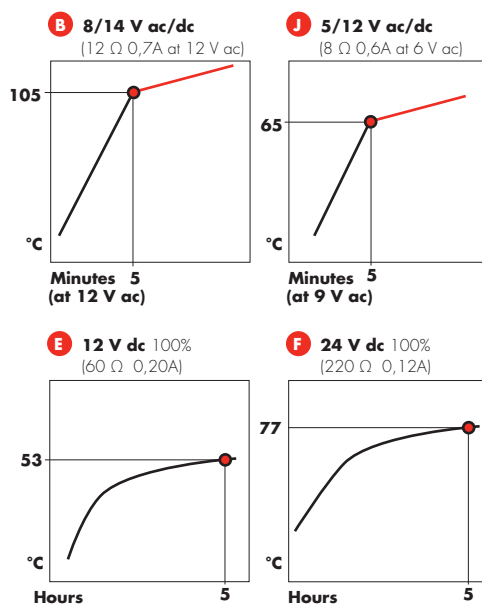 B 8/14 V ac/dc
(12 Ω 0,7A at 12 V ac)
105
°C
Minutes 5
(at 12 V ac)
J 5/12 V ac/dc
(8 Ω 0,6A at 6 V ac)
65
°C
Minutes 5
(at 9 V ac)
E 12 V dc 100%
(60 Ω 0,20A)
53
°C
Hours 5
F 24 V dc 100%
(220 Ω 0,12A)
77
°C
Hours 5